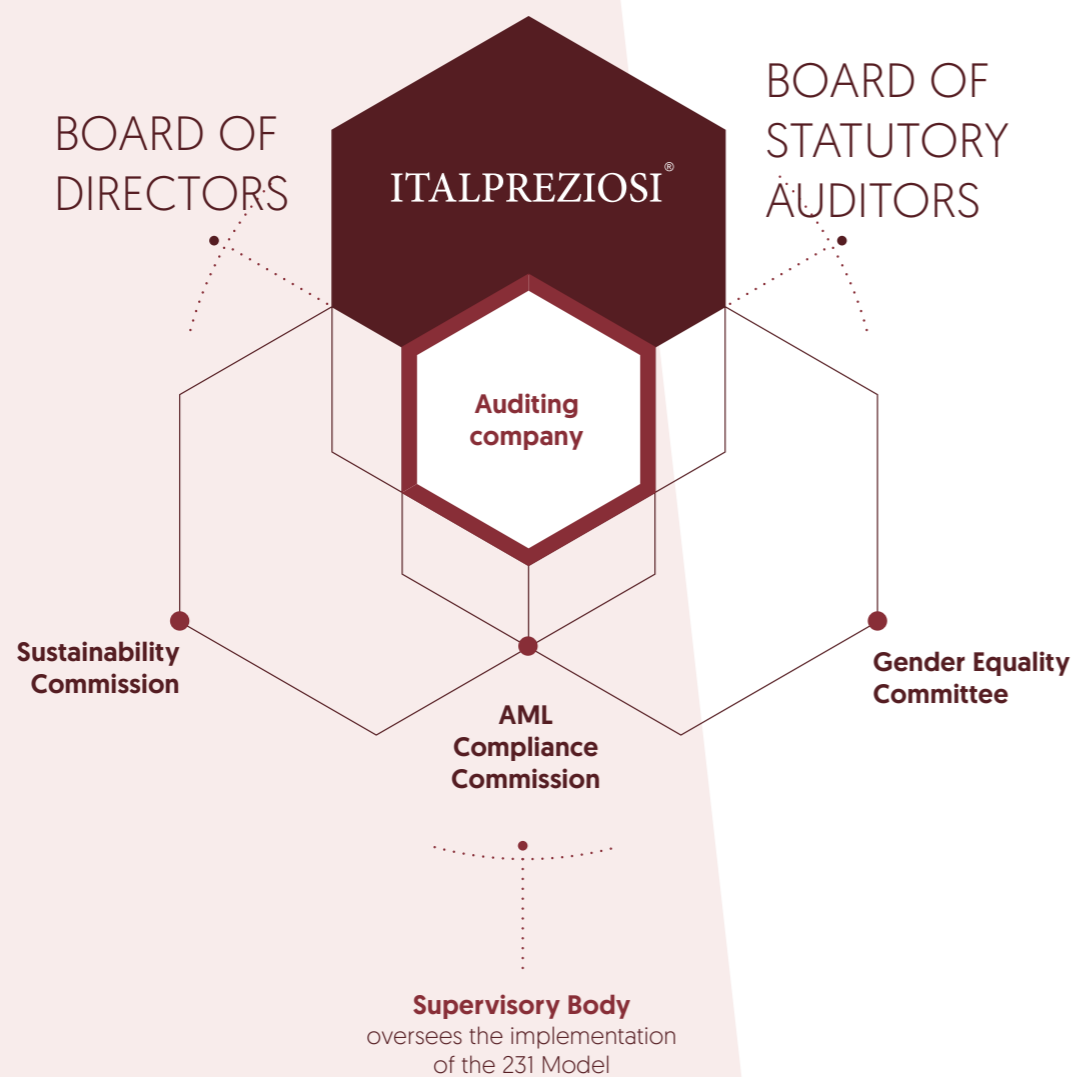 BOARD OF
DIRECTORS
ITALPREZIOSI®
BOARD OF
STATUTORY
AUDITORS
Auditing
company
Sustainability
Commission
AML
Compliance
Commission
Gender Equality
Committee
Supervisory Body
oversees the implementation
of the 231 Model